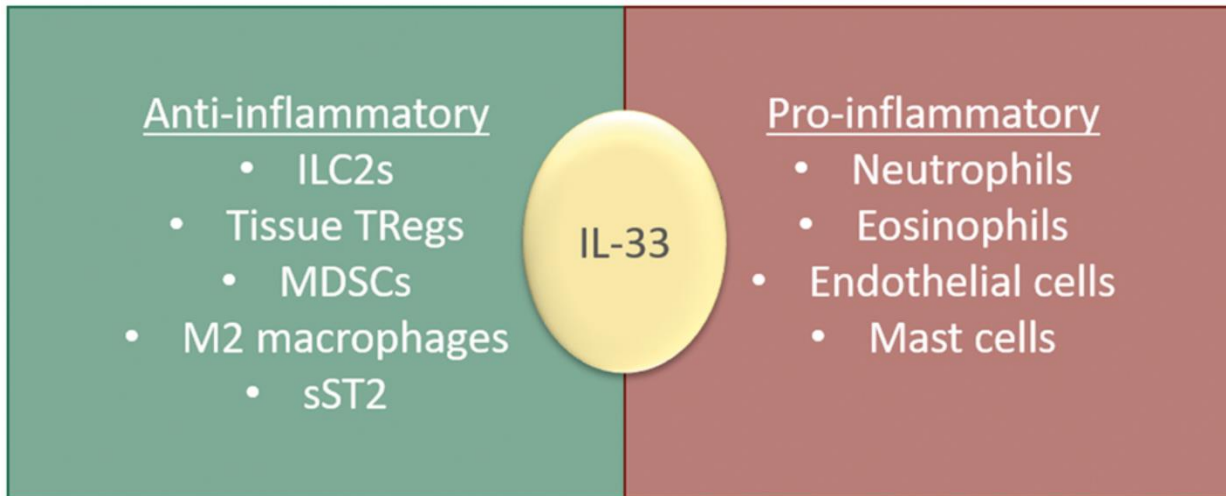 Anti-inflammatory
• ILC2s
• Tissue TRegs
• MDSCs
• M2 macrophages
• sST2
IL-33
Pro-inflammatory
• Neutrophils
• Eosinophils
• Endothelial cells
• Mast cells